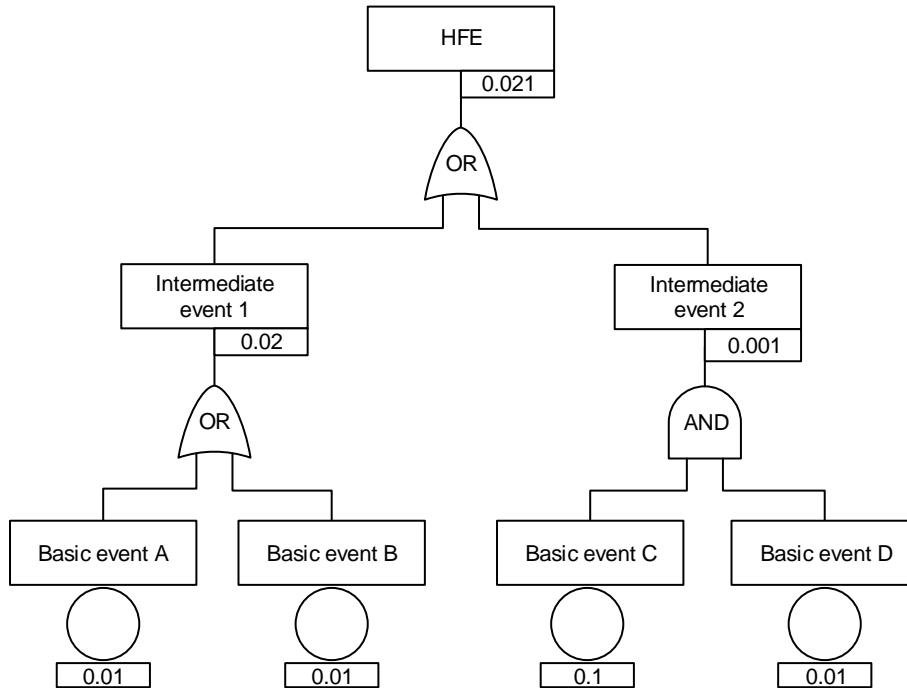 HFE
0.021
OR
Intermediate
event 1
0.02
Intermediate
event 2
0.001
OR
AND
Basic event A
Basic event B
Basic event C
Basic event D
0.01
0.01
0.1
0.01